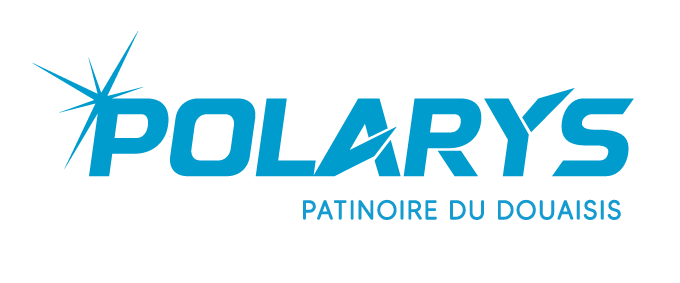 POLARYS
PATINOIRE DU DOUAISIS